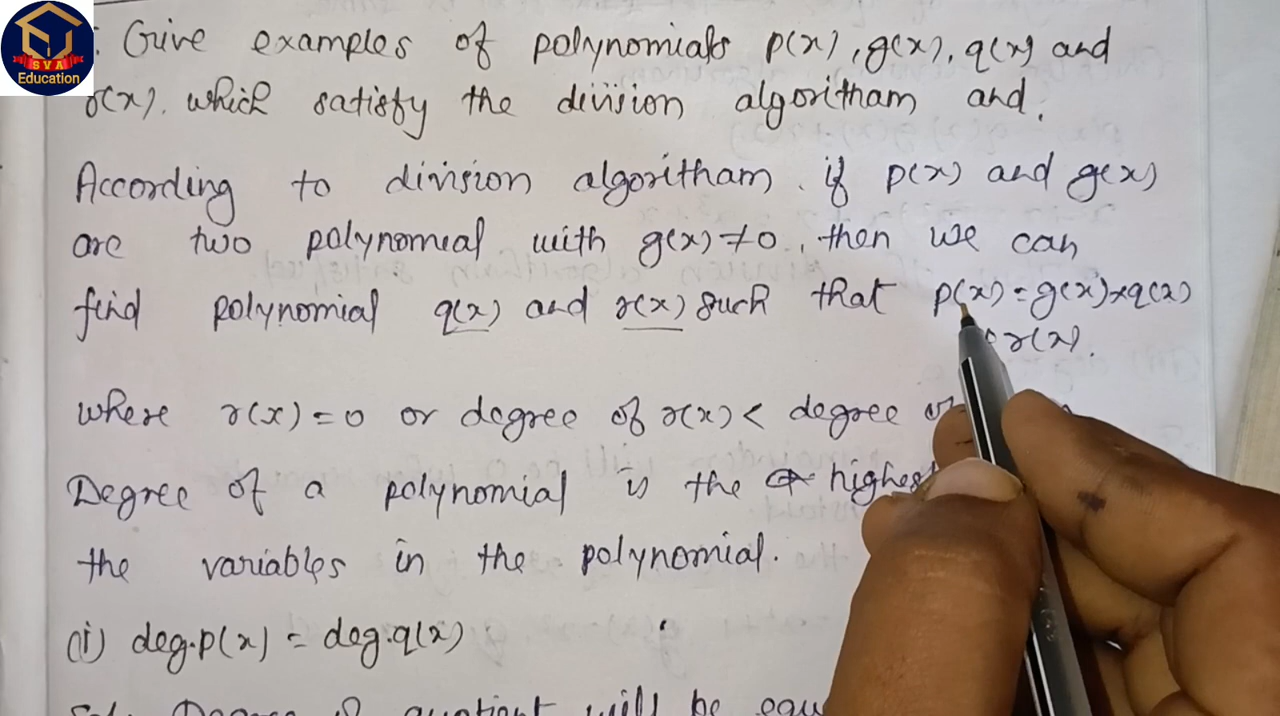 SVA
Education
: Give examples of polynomials p(x), g(x), q(x) and
r(x). which satisfy the division algoritham and.
According to division algoritham. if p(x) and g(x)
are two polynomial with g(x) ≠ 0, then we can
find polynomial q(x) and r(x) such that p(x) = g(x)×q(x)
r(x).
where r(x) = 0 or degree of r(x) < degree
Degree of a polynomial is the highest
the variables in the polynomial.
(i) deg.p(x) = deg.q(x)